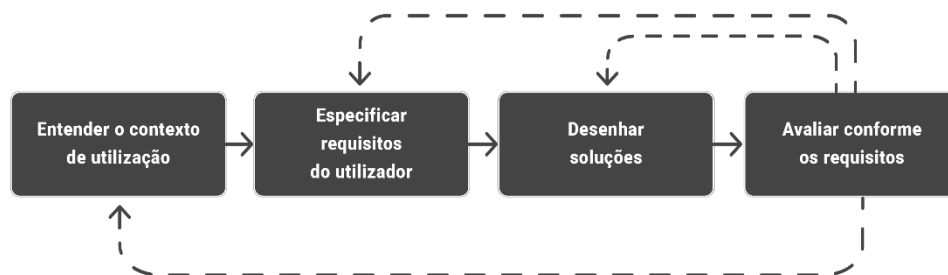 Entender o contexto
de utilização
Especificar
requisitos
do utilizador
Desenhar
soluções
Avaliar conforme
os requisitos